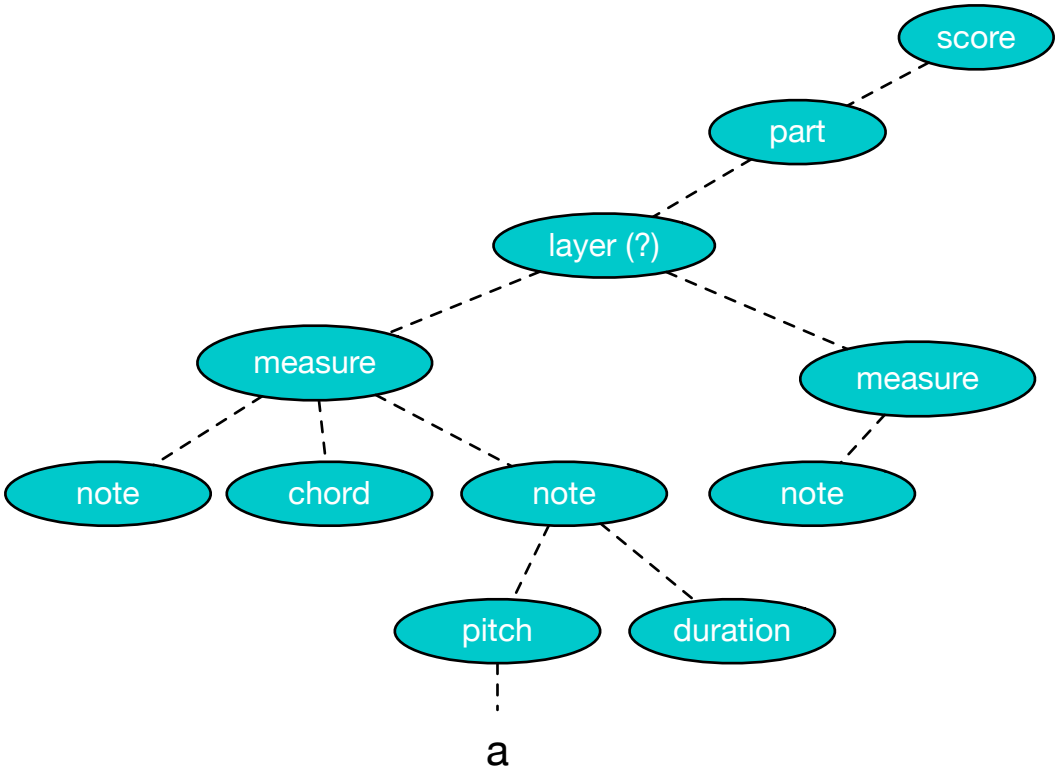 score
part
layer (?)
measure
measure
note
chord
note
note
pitch
duration
a